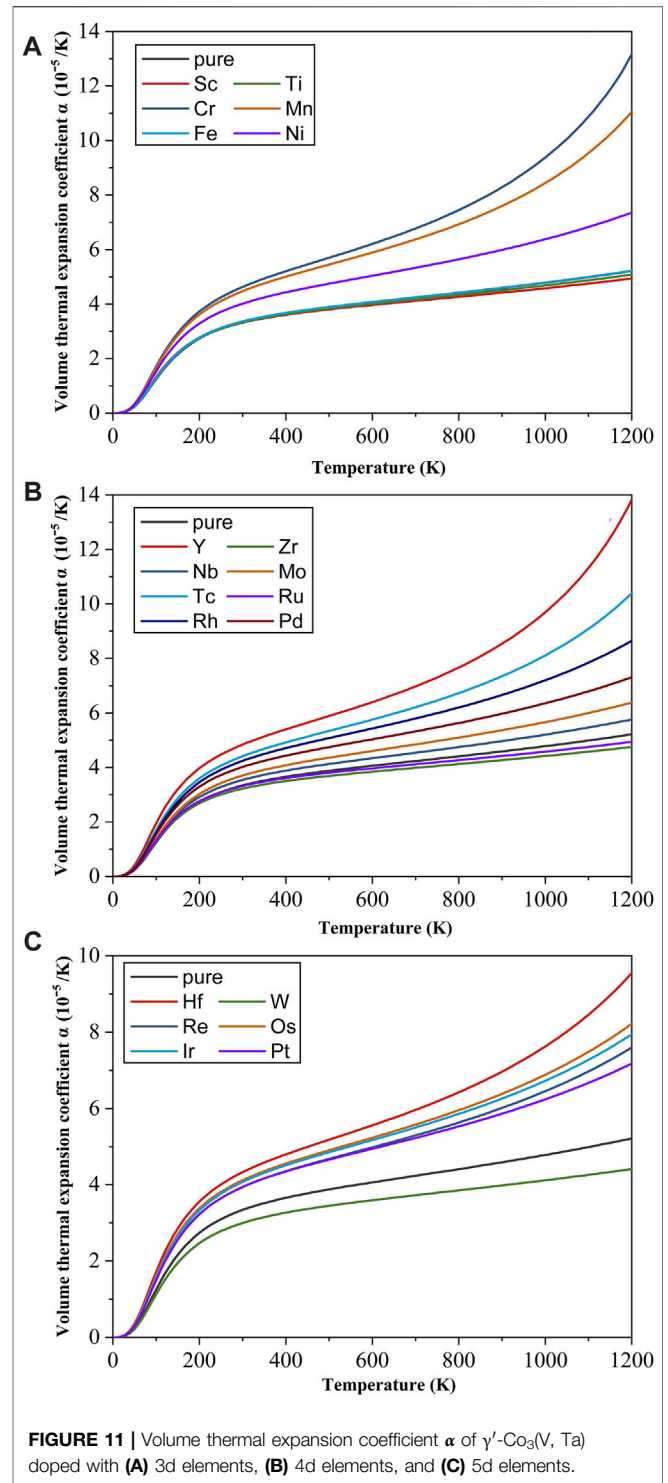 A
14
12
10
8
6
4
2
0
Volume thermal expansion coefficient α (10⁻⁵/K)
pure
Sc Ti
Cr Mn
Fe Ni
0 200 400 600 800 1000 1200
Temperature (K)
B
14
12
10
8
6
4
2
0
Volume thermal expansion coefficient α (10⁻⁵/K)
pure
Y Zr
Nb Mo
Tc Ru
Rh Pd
0 200 400 600 800 1000 1200
Temperature (K)
C
10
8
6
4
2
0
Volume thermal expansion coefficient α (10⁻⁵/K)
pure
Hf W
Re Os
Ir Pt
0 200 400 600 800 1000 1200
Temperature (K)
FIGURE 11 | Volume thermal expansion coefficient α of γ′-Co₃(V, Ta)
doped with (A) 3d elements, (B) 4d elements, and (C) 5d elements.